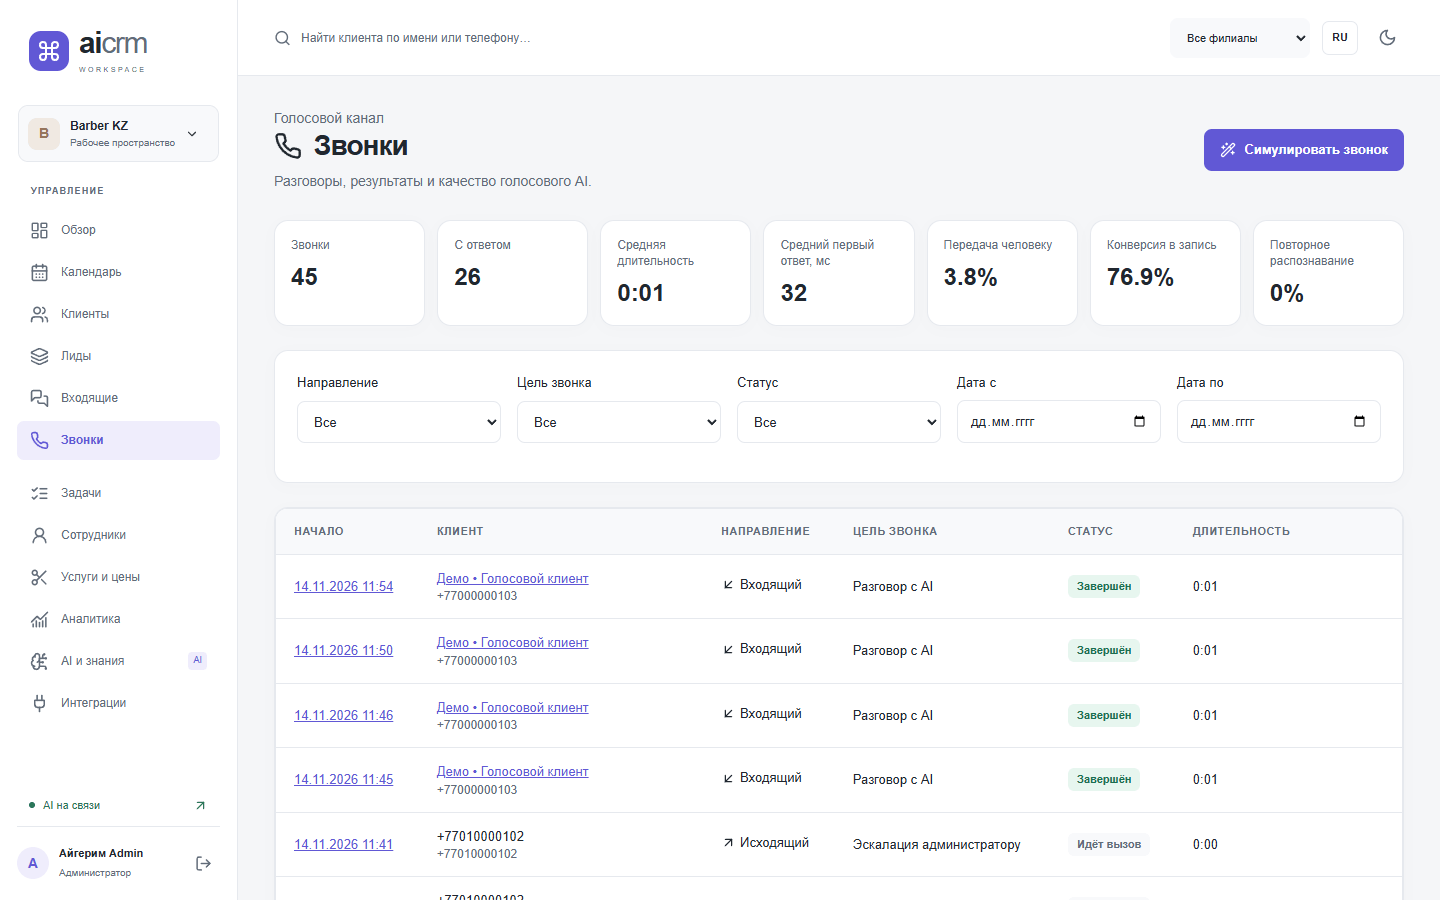 aicrm
WORKSPACE
B
Barber KZ
Рабочее пространство
УПРАВЛЕНИЕ
Обзор
Календарь
Клиенты
Лиды
Входящие
Звонки
Задачи
Сотрудники
Услуги и цены
Аналитика
AI и знания
AI
Интеграции
AI на связи
A
Айгерим Admin
Администратор
Найти клиента по имени или телефону...
Все филиалы
RU
Голосовой канал
Звонки
Разговоры, результаты и качество голосового AI.
Симулировать звонок
Звонки
45
С ответом
26
Средняя
длительность
0:01
Средний первый
ответ, мс
32
Передача человеку
3.8%
Конверсия в запись
76.9%
Повторное
распознавание
0%
Направление
Все
Цель звонка
Все
Статус
Все
Дата с
дд.мм.гггг
Дата по
дд.мм.гггг
НАЧАЛО КЛИЕНТ НАПРАВЛЕНИЕ ЦЕЛЬ ЗВОНКА СТАТУС ДЛИТЕЛЬНОСТЬ
14.11.2026 11:54 Демо • Голосовой клиент Входящий Разговор с AI Завершён 0:01
+77000000103
14.11.2026 11:50 Демо • Голосовой клиент Входящий Разговор с AI Завершён 0:01
+77000000103
14.11.2026 11:46 Демо • Голосовой клиент Входящий Разговор с AI Завершён 0:01
+77000000103
14.11.2026 11:45 Демо • Голосовой клиент Входящий Разговор с AI Завершён 0:01
+77000000103
14.11.2026 11:41 +77010000102 Исходящий Эскалация администратору Идёт вызов 0:00
+77010000102
+77010000102